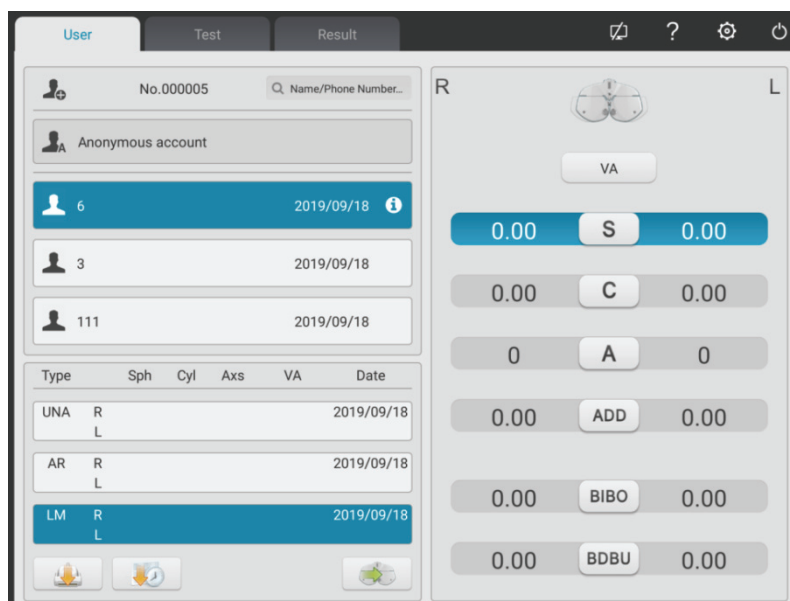 User Test Result ?
No.000005 Name/Phone Number...
A Anonymous account
6 2019/09/18
3 2019/09/18
111 2019/09/18
Type Sph Cyl Axs VA Date
UNA R 2019/09/18
L
AR R 2019/09/18
L
LM R 2019/09/18
L
R L
VA
0.00 S 0.00
0.00 C 0.00
0 A 0
0.00 ADD 0.00
0.00 BIBO 0.00
0.00 BDBU 0.00